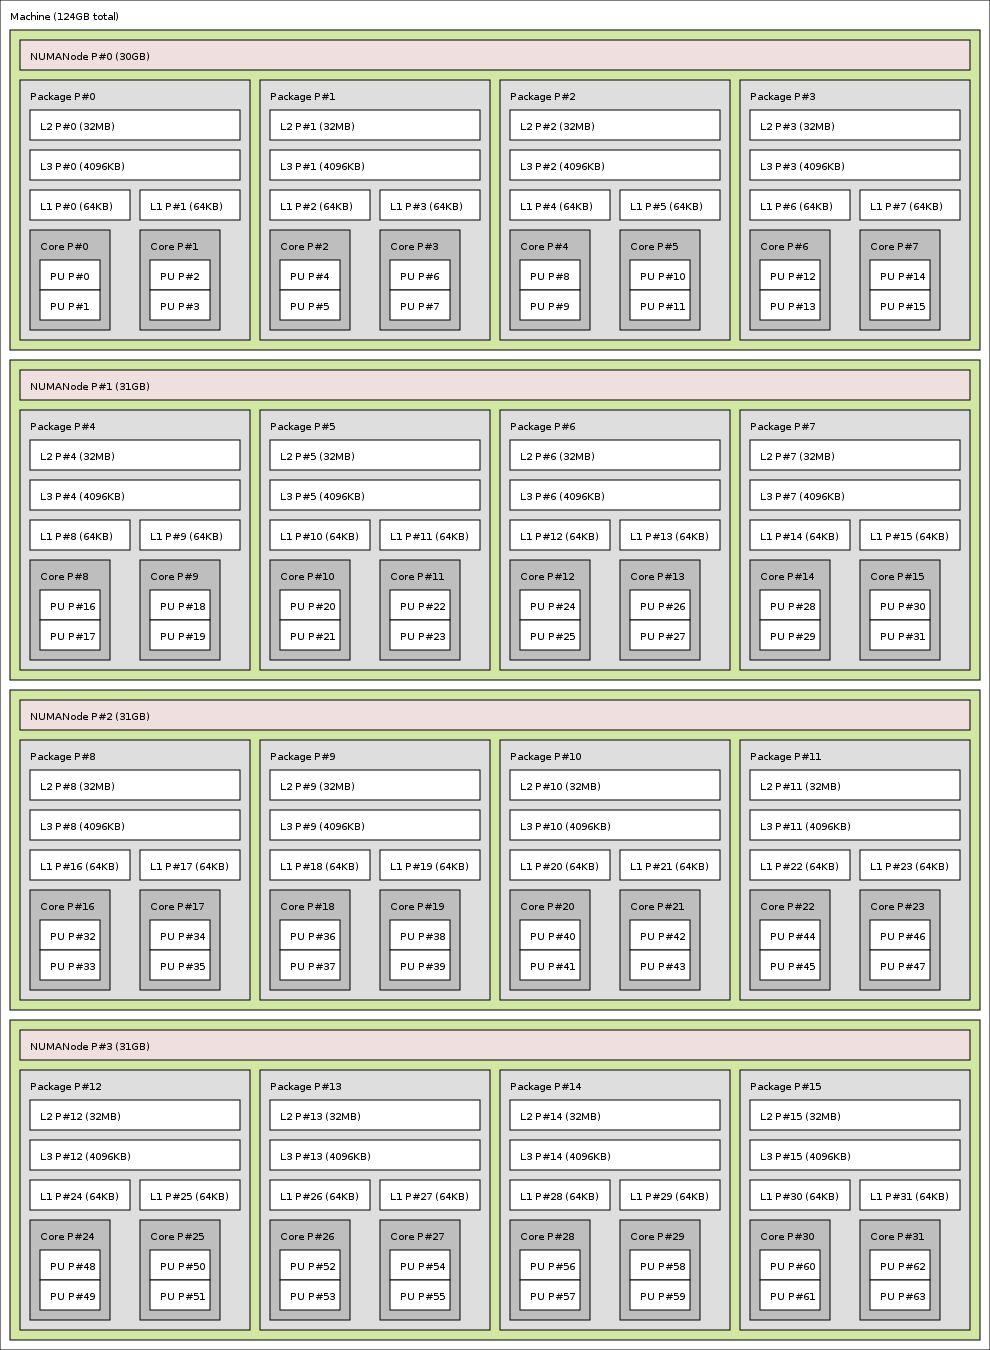 Machine (124GB total)
NUMANode P#0 (30GB)
Package P#0 Package P#1 Package P#2 Package P#3
L2 P#0 (32MB) L2 P#1 (32MB) L2 P#2 (32MB) L2 P#3 (32MB)
L3 P#0 (4096KB) L3 P#1 (4096KB) L3 P#2 (4096KB) L3 P#3 (4096KB)
L1 P#0 (64KB) L1 P#1 (64KB) L1 P#2 (64KB) L1 P#3 (64KB) L1 P#4 (64KB) L1 P#5 (64KB) L1 P#6 (64KB) L1 P#7 (64KB)
Core P#0 Core P#1 Core P#2 Core P#3 Core P#4 Core P#5 Core P#6 Core P#7
PU P#0 PU P#2 PU P#4 PU P#6 PU P#8 PU P#10 PU P#12 PU P#14
PU P#1 PU P#3 PU P#5 PU P#7 PU P#9 PU P#11 PU P#13 PU P#15
NUMANode P#1 (31GB)
Package P#4 Package P#5 Package P#6 Package P#7
L2 P#4 (32MB) L2 P#5 (32MB) L2 P#6 (32MB) L2 P#7 (32MB)
L3 P#4 (4096KB) L3 P#5 (4096KB) L3 P#6 (4096KB) L3 P#7 (4096KB)
L1 P#8 (64KB) L1 P#9 (64KB) L1 P#10 (64KB) L1 P#11 (64KB) L1 P#12 (64KB) L1 P#13 (64KB) L1 P#14 (64KB) L1 P#15 (64KB)
Core P#8 Core P#9 Core P#10 Core P#11 Core P#12 Core P#13 Core P#14 Core P#15
PU P#16 PU P#18 PU P#20 PU P#22 PU P#24 PU P#26 PU P#28 PU P#30
PU P#17 PU P#19 PU P#21 PU P#23 PU P#25 PU P#27 PU P#29 PU P#31
NUMANode P#2 (31GB)
Package P#8 Package P#9 Package P#10 Package P#11
L2 P#8 (32MB) L2 P#9 (32MB) L2 P#10 (32MB) L2 P#11 (32MB)
L3 P#8 (4096KB) L3 P#9 (4096KB) L3 P#10 (4096KB) L3 P#11 (4096KB)
L1 P#16 (64KB) L1 P#17 (64KB) L1 P#18 (64KB) L1 P#19 (64KB) L1 P#20 (64KB) L1 P#21 (64KB) L1 P#22 (64KB) L1 P#23 (64KB)
Core P#16 Core P#17 Core P#18 Core P#19 Core P#20 Core P#21 Core P#22 Core P#23
PU P#32 PU P#34 PU P#36 PU P#38 PU P#40 PU P#42 PU P#44 PU P#46
PU P#33 PU P#35 PU P#37 PU P#39 PU P#41 PU P#43 PU P#45 PU P#47
NUMANode P#3 (31GB)
Package P#12 Package P#13 Package P#14 Package P#15
L2 P#12 (32MB) L2 P#13 (32MB) L2 P#14 (32MB) L2 P#15 (32MB)
L3 P#12 (4096KB) L3 P#13 (4096KB) L3 P#14 (4096KB) L3 P#15 (4096KB)
L1 P#24 (64KB) L1 P#25 (64KB) L1 P#26 (64KB) L1 P#27 (64KB) L1 P#28 (64KB) L1 P#29 (64KB) L1 P#30 (64KB) L1 P#31 (64KB)
Core P#24 Core P#25 Core P#26 Core P#27 Core P#28 Core P#29 Core P#30 Core P#31
PU P#48 PU P#50 PU P#52 PU P#54 PU P#56 PU P#58 PU P#60 PU P#62
PU P#49 PU P#51 PU P#53 PU P#55 PU P#57 PU P#59 PU P#61 PU P#63